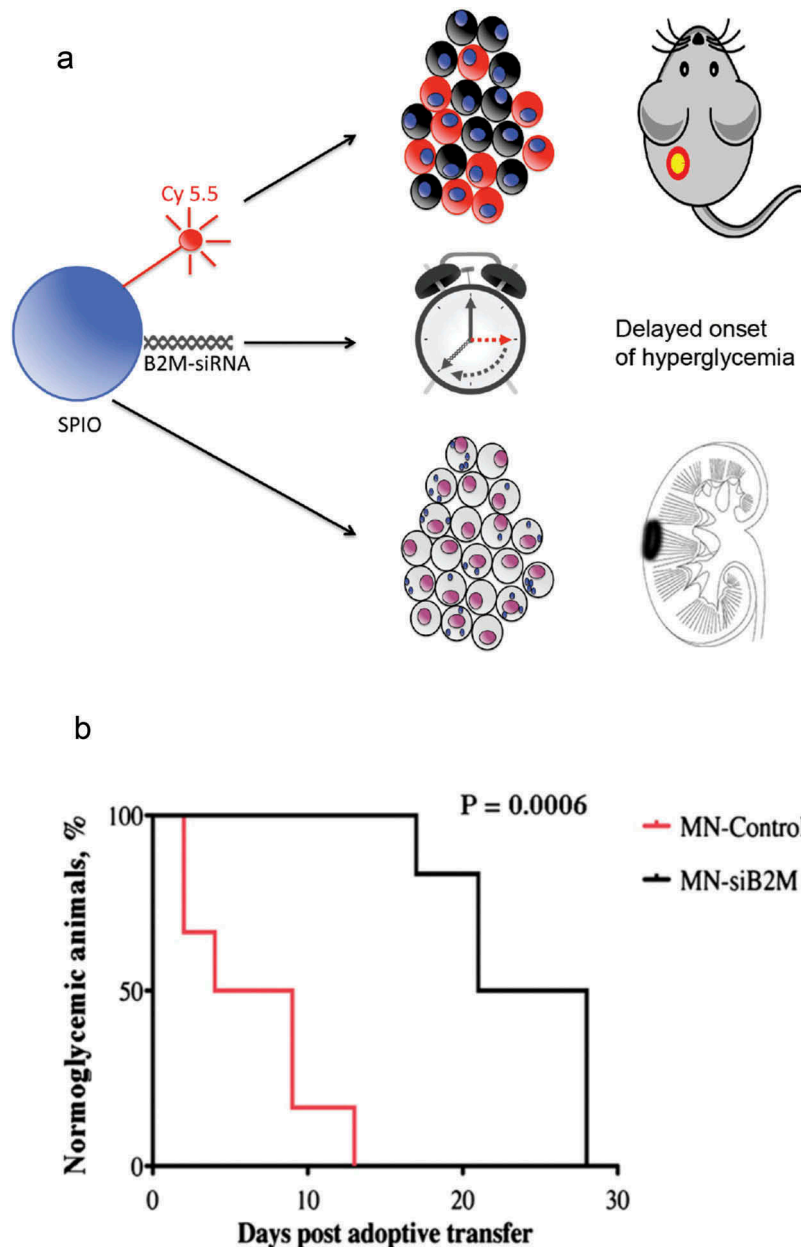 a
Cy 5.5
B2M-siRNA
SPIO
Delayed onset
of hyperglycemia
b
P = 0.0006
MN-Control
MN-siB2M
Normoglycemic animals, %
100
50
0
0
10
20
30
Days post adoptive transfer